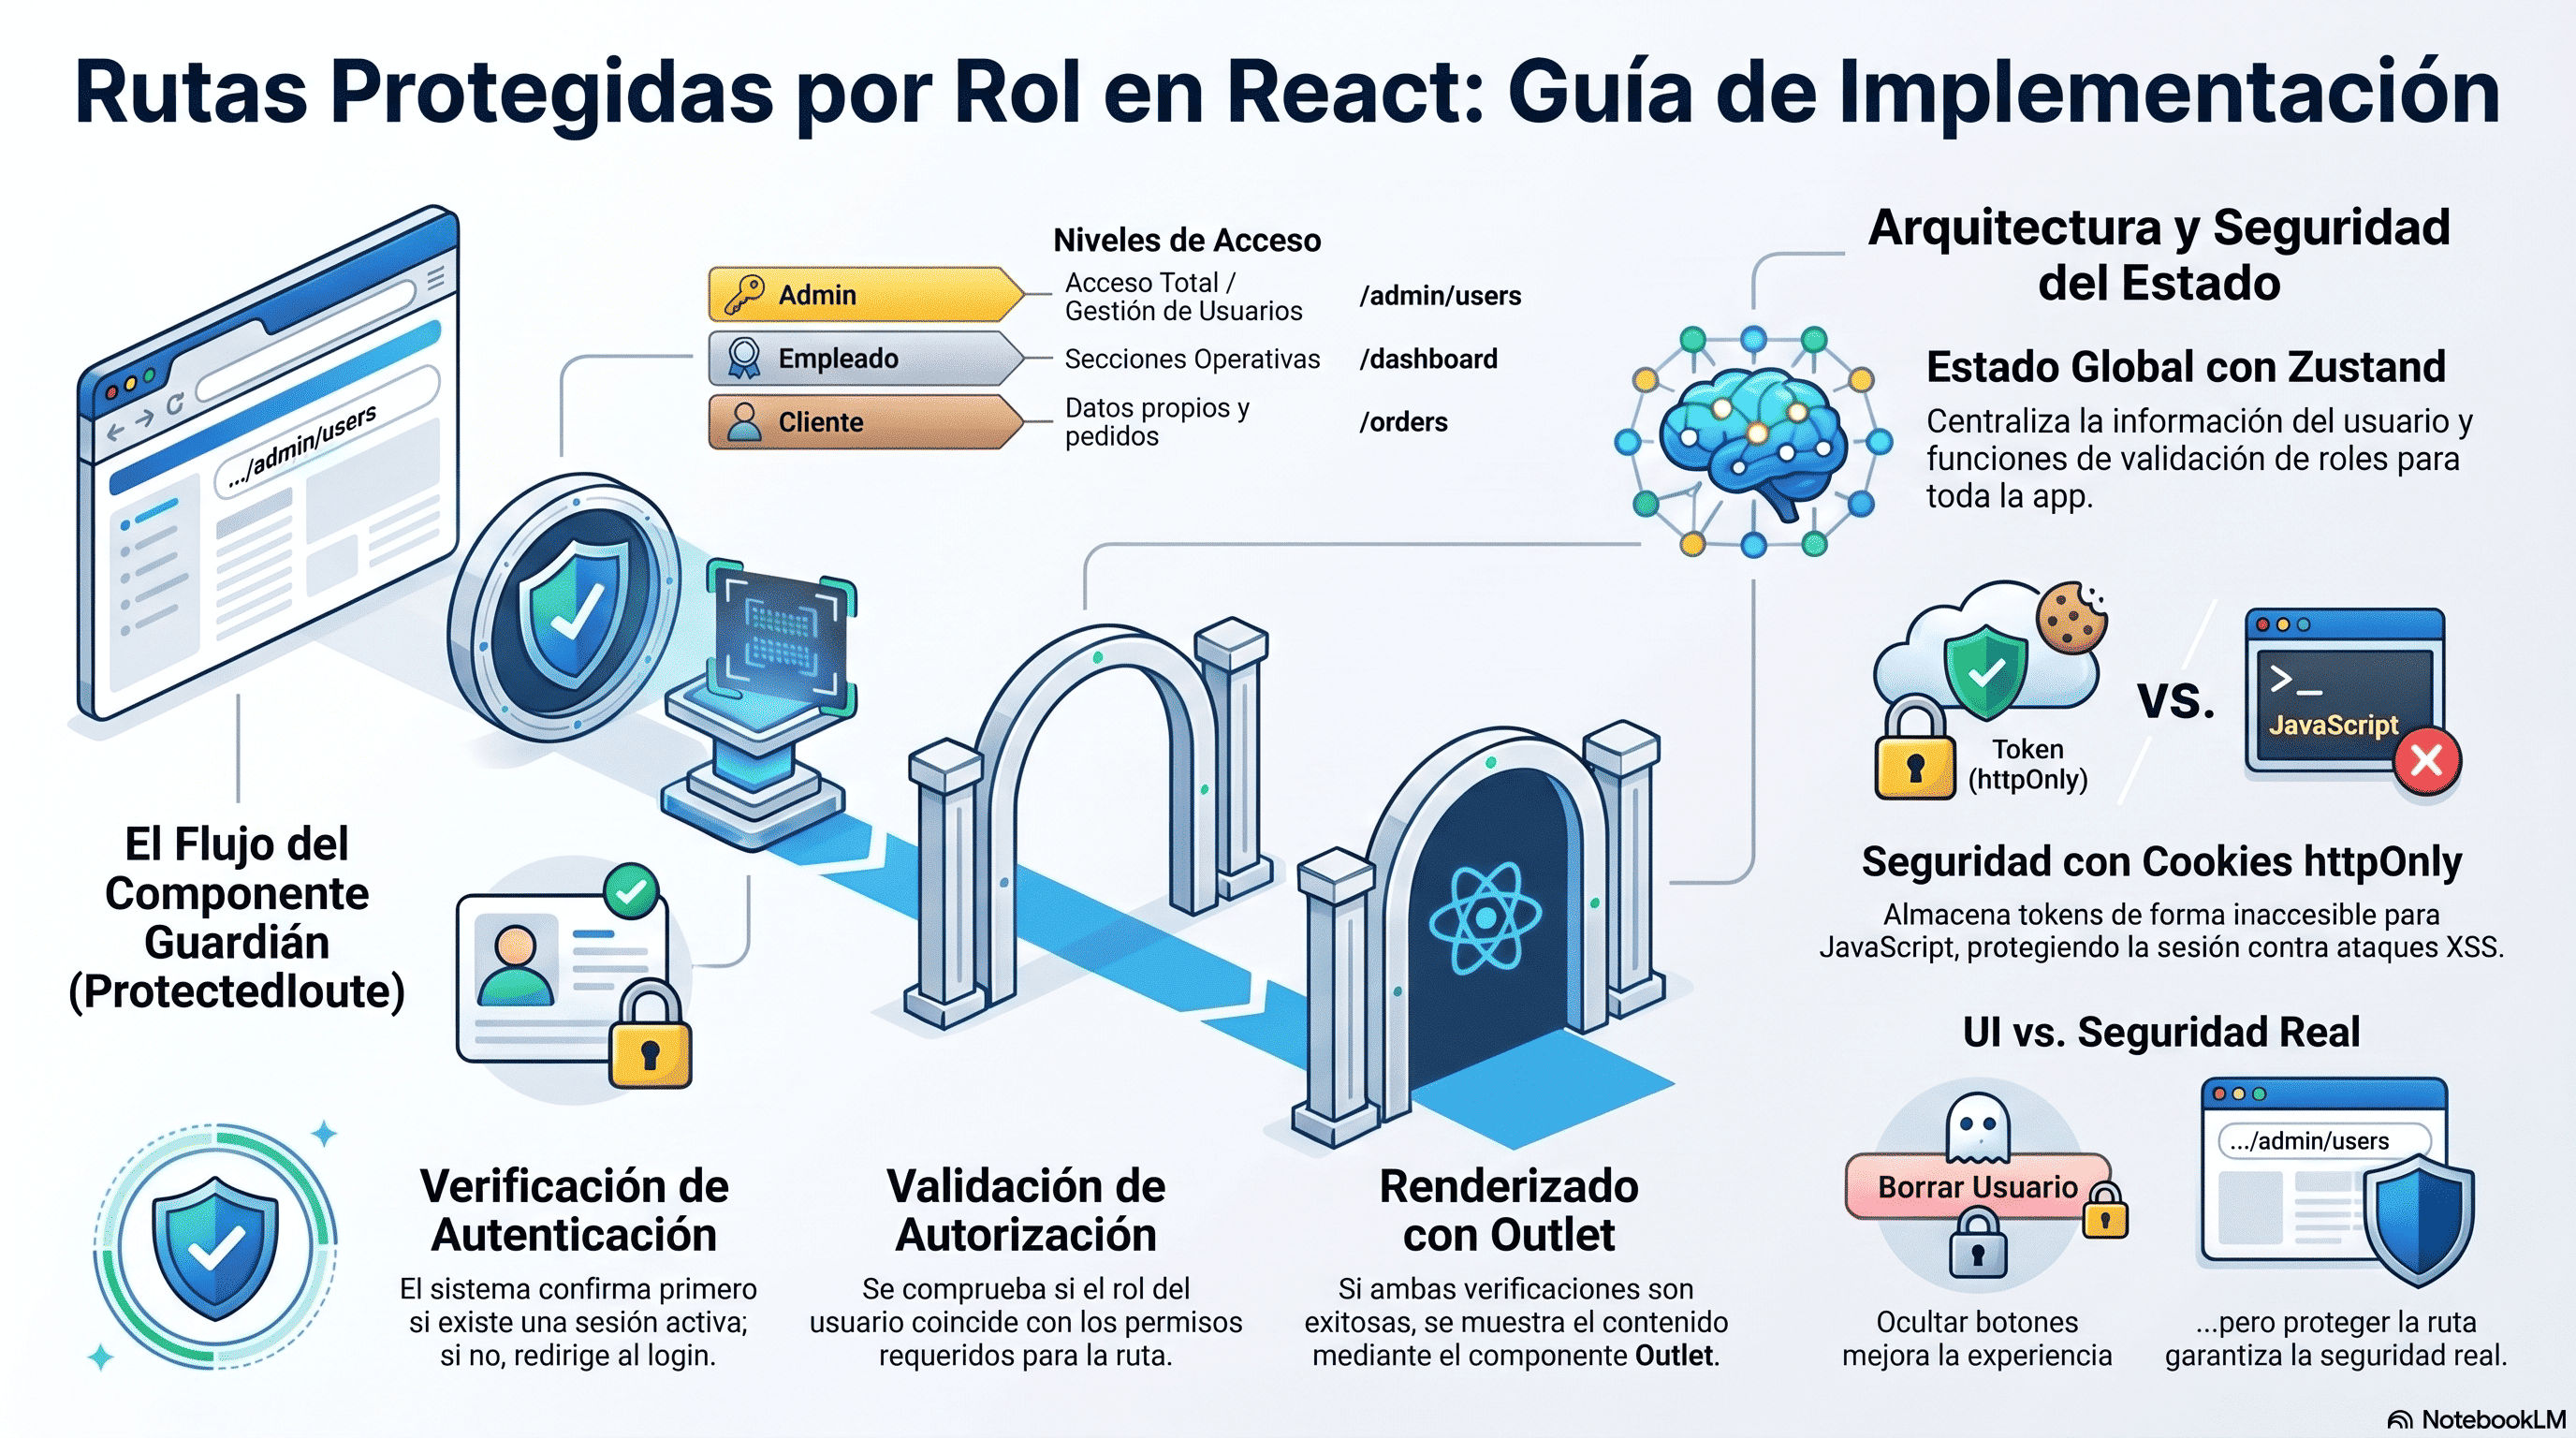 Rutas Protegidas por Rol en React: Guía de Implementación
.../admin/users
Niveles de Acceso
Admin
Acceso Total /
Gestión de Usuarios
/admin/users
Empleado
Secciones Operativas
/dashboard
Cliente
Datos propios y
pedidos
/orders
El Flujo del
Componente
Guardián
(Protectedloute)
Verificación de
Autenticación
El sistema confirma primero
si existe una sesión activa;
si no, redirige al login.
Validación de
Autorización
Se comprueba si el rol del
usuario coincide con los permisos
requeridos para la ruta.
Renderizado
con Outlet
Si ambas verificaciones son
exitosas, se muestra el contenido
mediante el componente Outlet.
Arquitectura y Seguridad
del Estado
Estado Global con Zustand
Centraliza la información del usuario y
funciones de validación de roles para
toda la app.
Token
(httpOnly)
vs.
>_
JavaScript
Seguridad con Cookies httpOnly
Almacena tokens de forma inaccesible para
JavaScript, protegiendo la sesión contra ataques XSS.
UI vs. Seguridad Real
Borrar Usuario
.../admin/users
Ocultar botones
mejora la experiencia
...pero proteger la ruta
garantiza la seguridad real.
NotebookLM